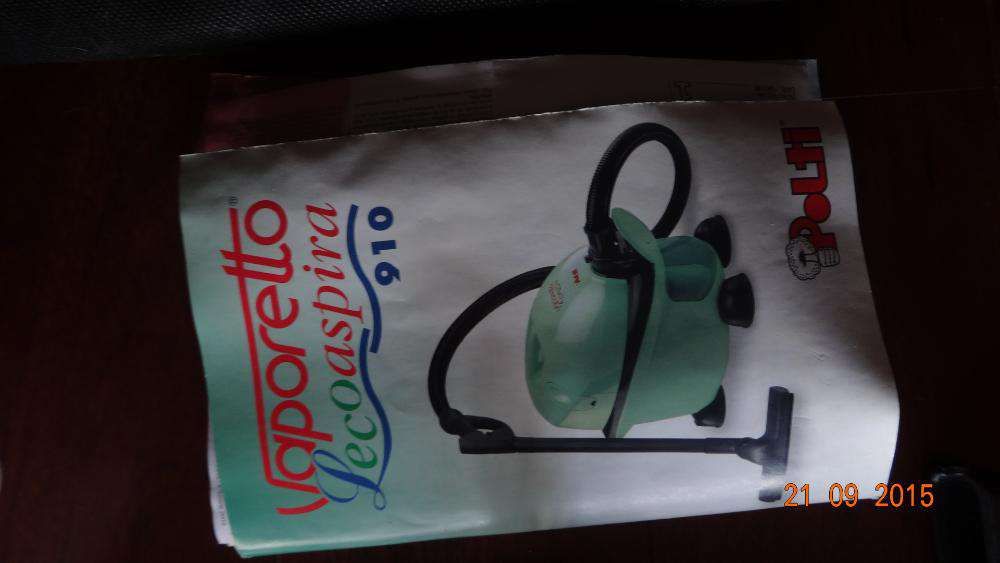 Vaporetto®
Lecoaspira
910
Polti
21 09 2015